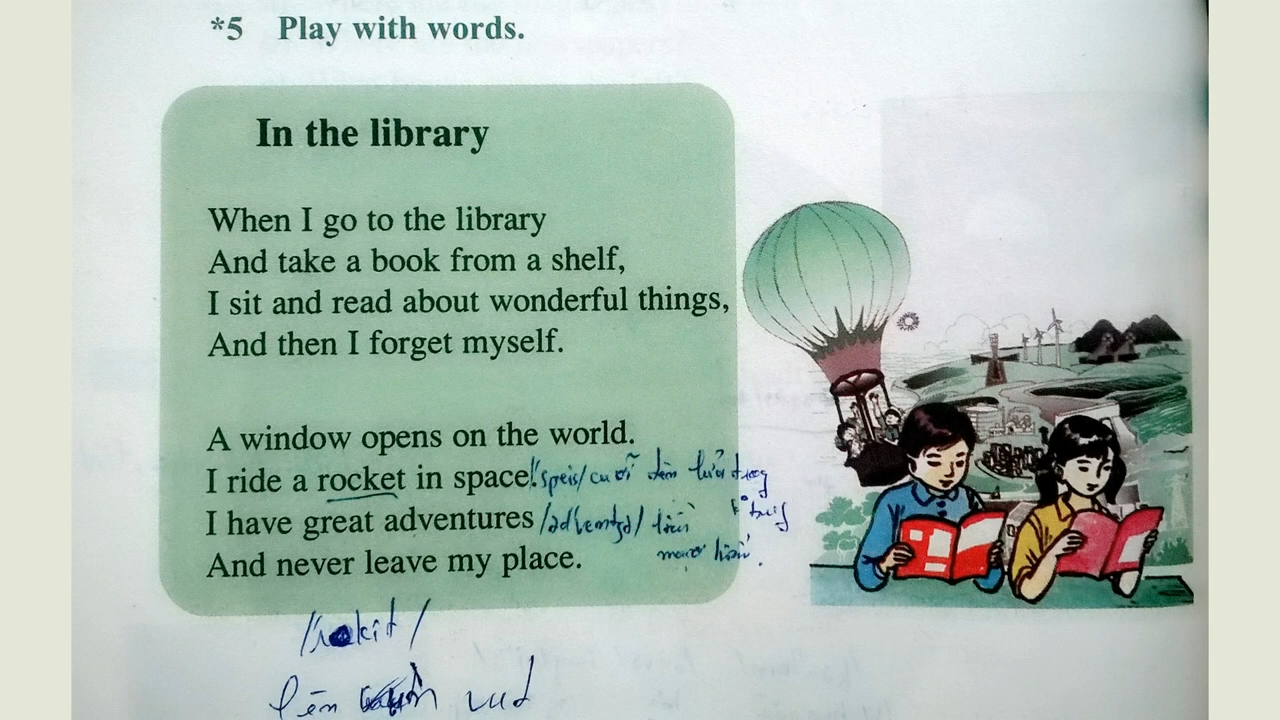 *5 Play with words.
In the library
When I go to the library
And take a book from a shelf,
I sit and read about wonderful things,
And then I forget myself.
A window opens on the world.
I ride a rocket in space!
I have great adventures
And never leave my place.